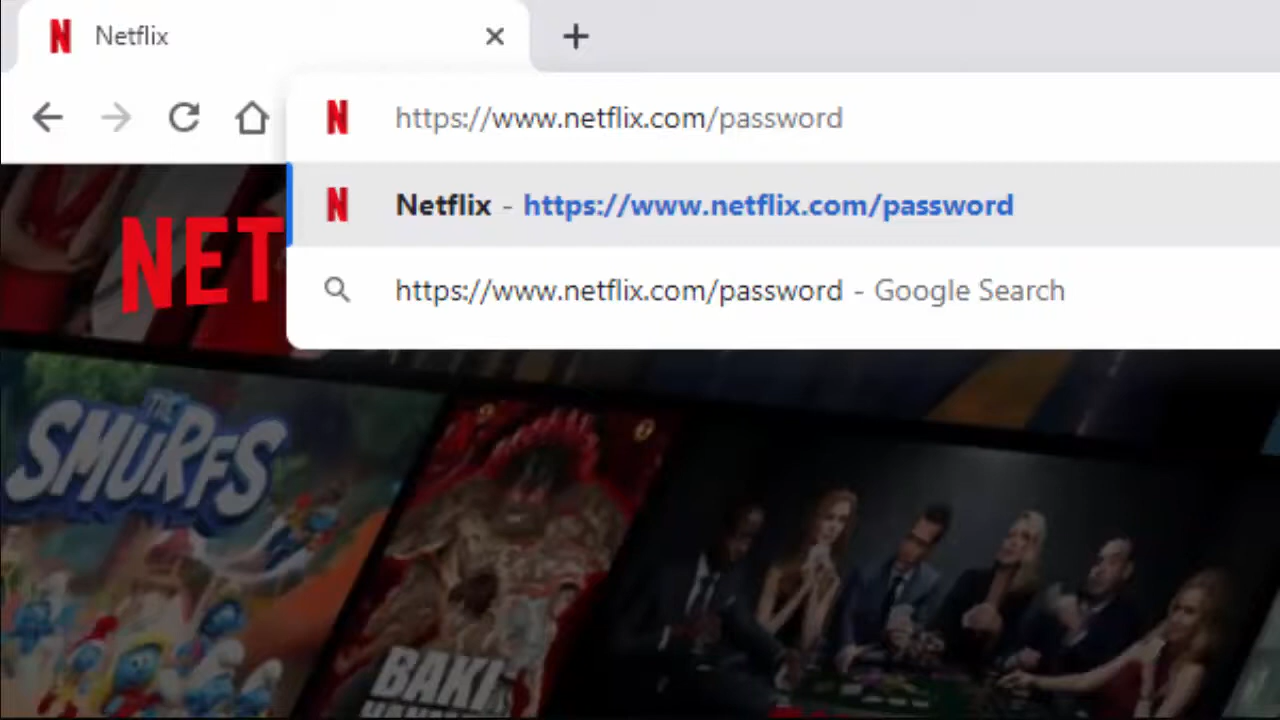 Netflix
https://www.netflix.com/password
Netflix - https://www.netflix.com/password
https://www.netflix.com/password - Google Search
NET
THE
SMURFS
BAKI